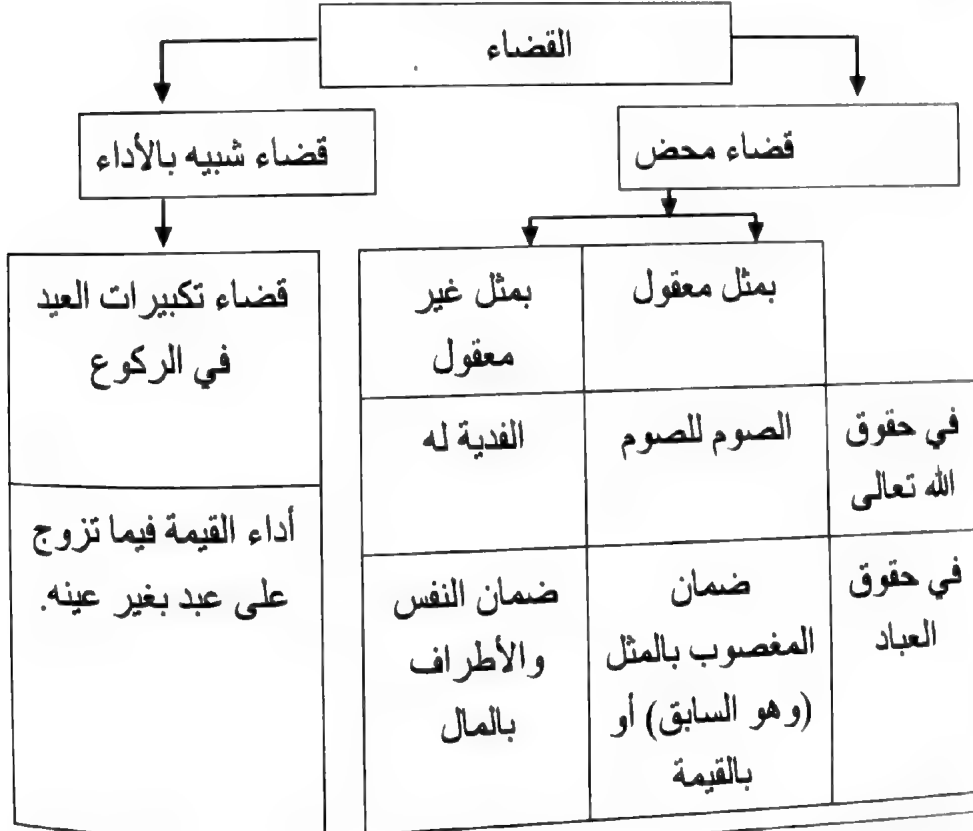 القضاء
قضاء محض
قضاء شبيه بالأداء
بمثل معقول
بمثل غير
معقول
في حقوق
الله تعالى
الصوم للصوم
الفدية له
في حقوق
العباد
ضمان
المغصوب بالمثل
(وهو السابق) أو
بالقيمة
ضمان النفس
والأطراف
بالمال
قضاء تكبيرات العيد
في الركوع
أداء القيمة فيما تزوج
على عبد بغير عينه.